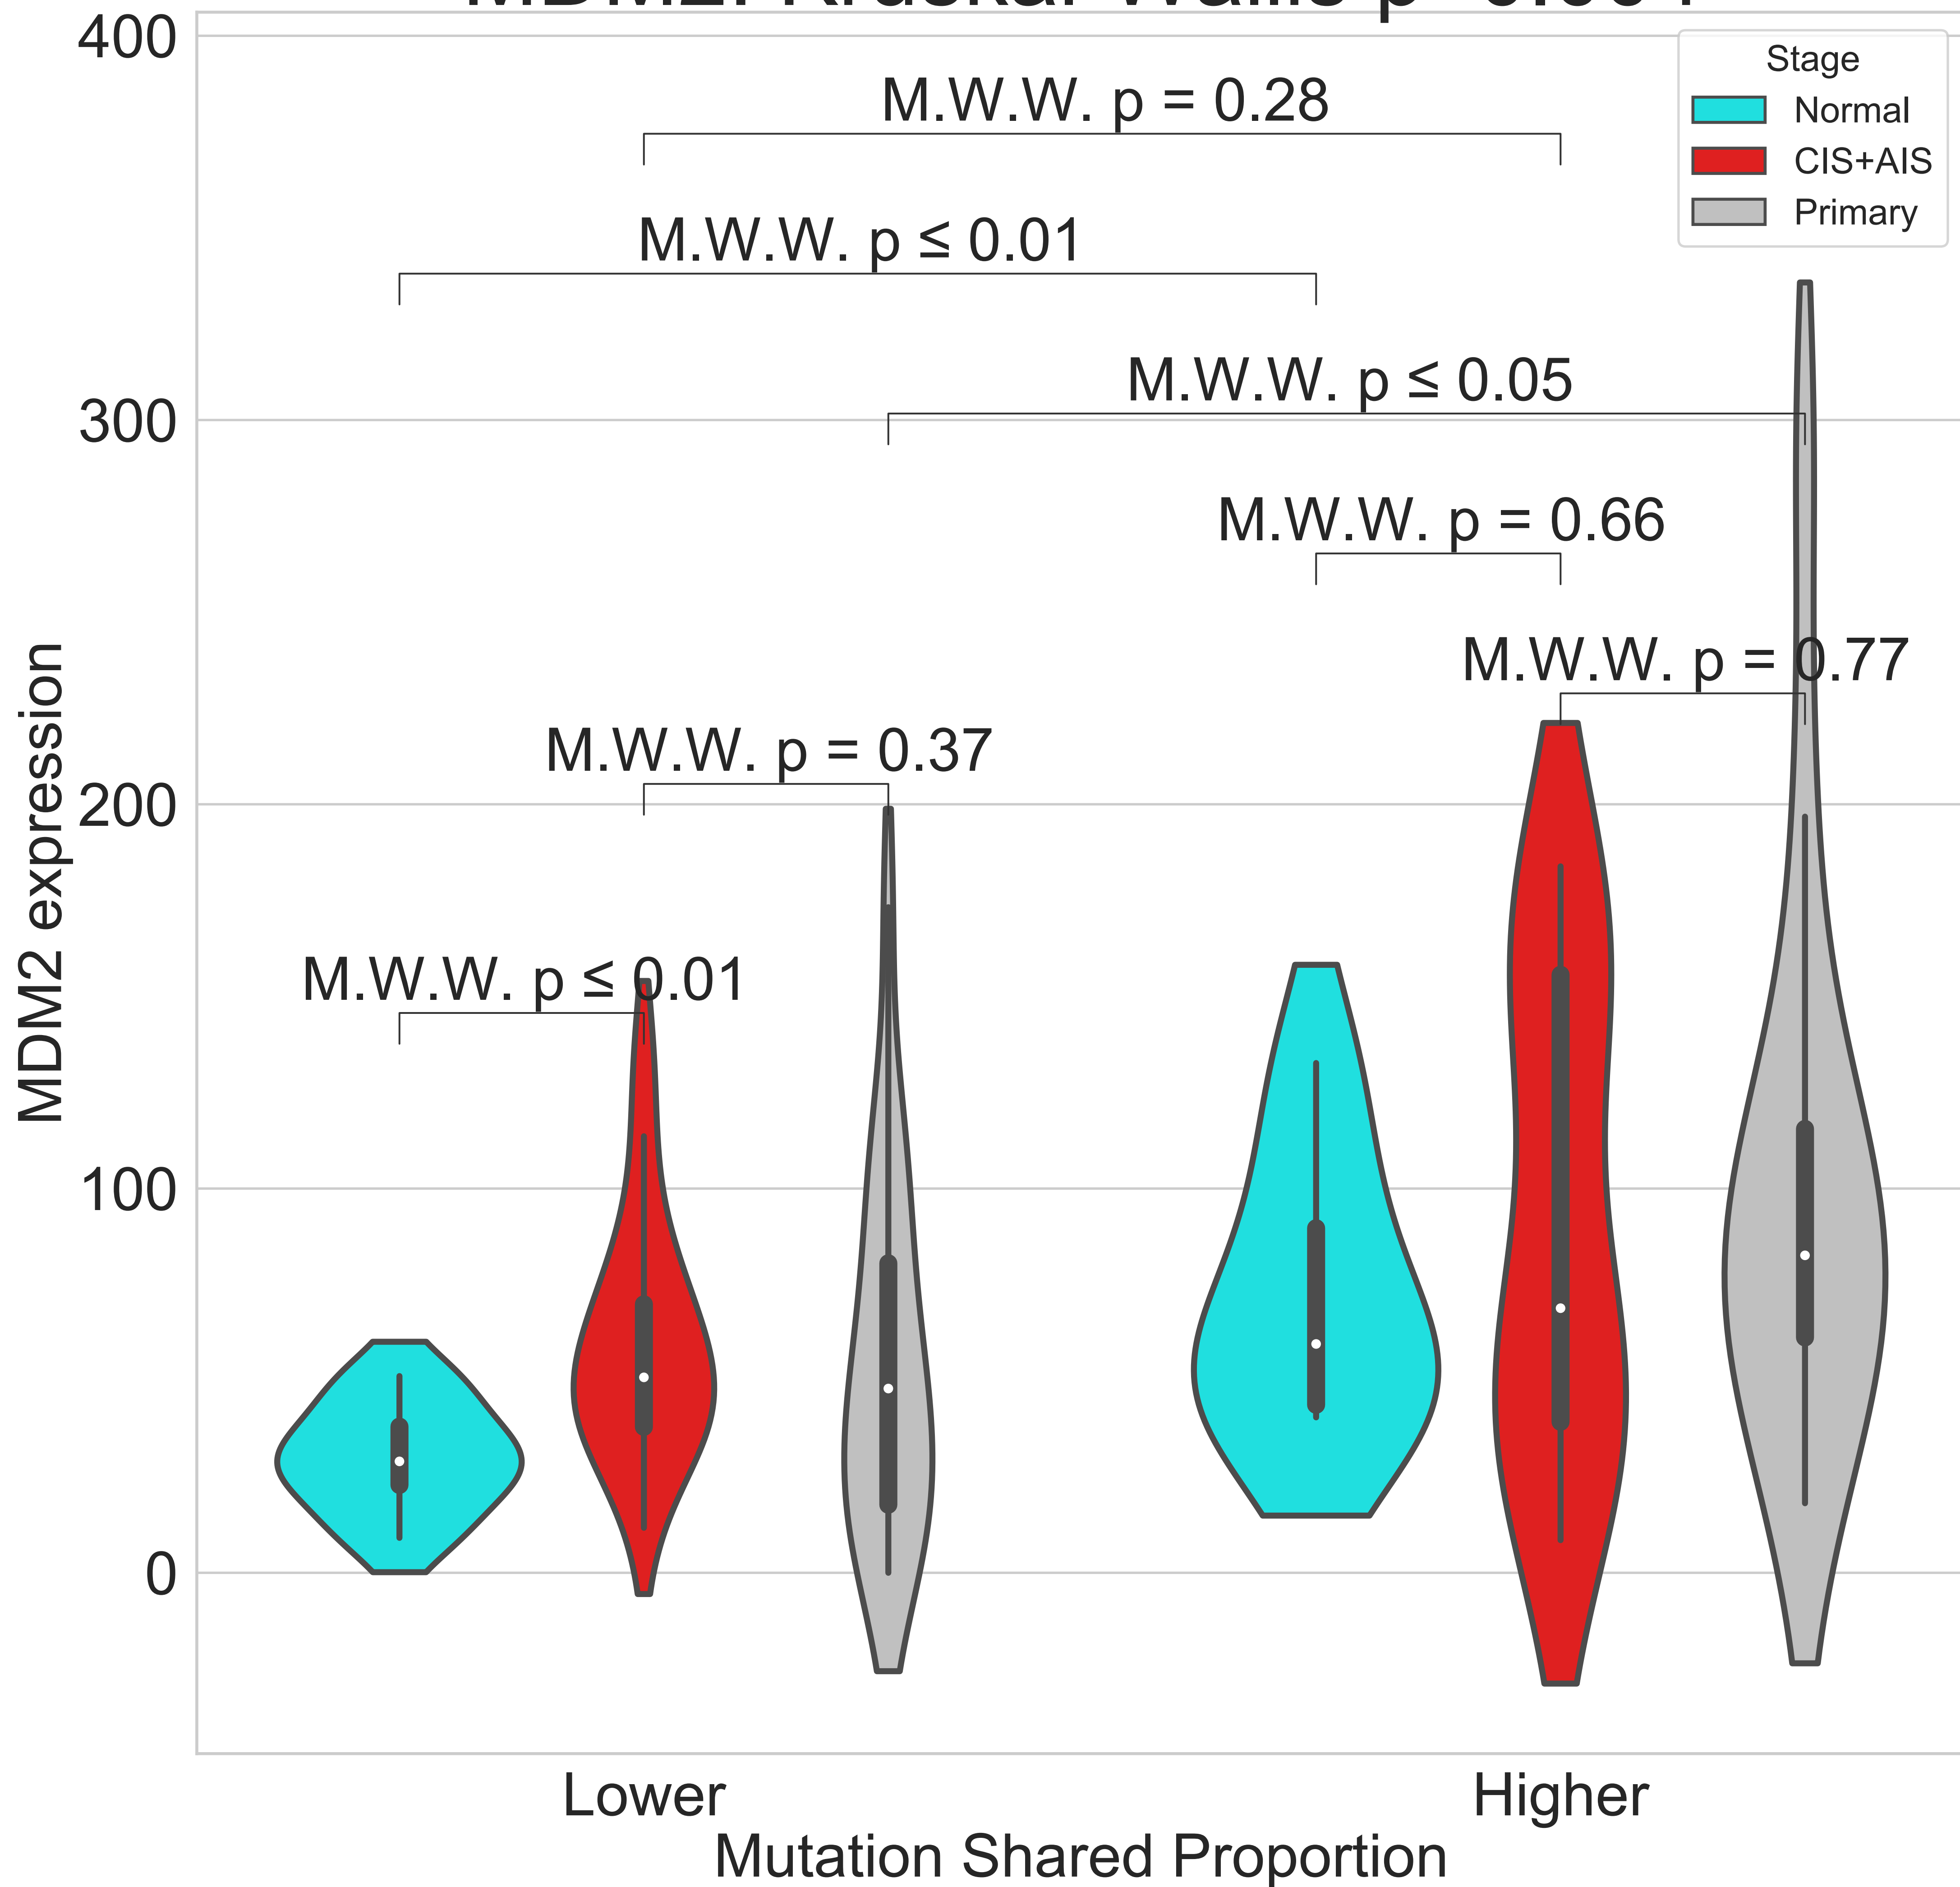 400
M.W.W. p = 0.28
Stage
Normal
CIS+AIS
Primary
M.W.W. p ≤ 0.01
M.W.W. p ≤ 0.05
300
M.W.W. p = 0.66
M.W.W. p = 0.77
M.W.W. p = 0.37
200
M.W.W. p ≤ 0.01
100
0
MDM2 expression
Lower
Higher
Mutation Shared Proportion